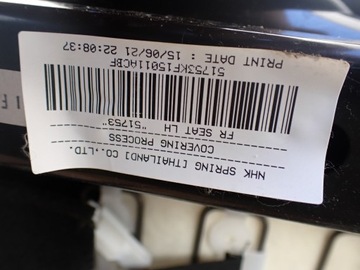 NHK SPRING [THAILAND] CO.,LTD.
COVERING PROCESS
FR SEAT LH "51753"
51753KF15011ACBF
PRINT DATE : 15/06/21 22:08:37